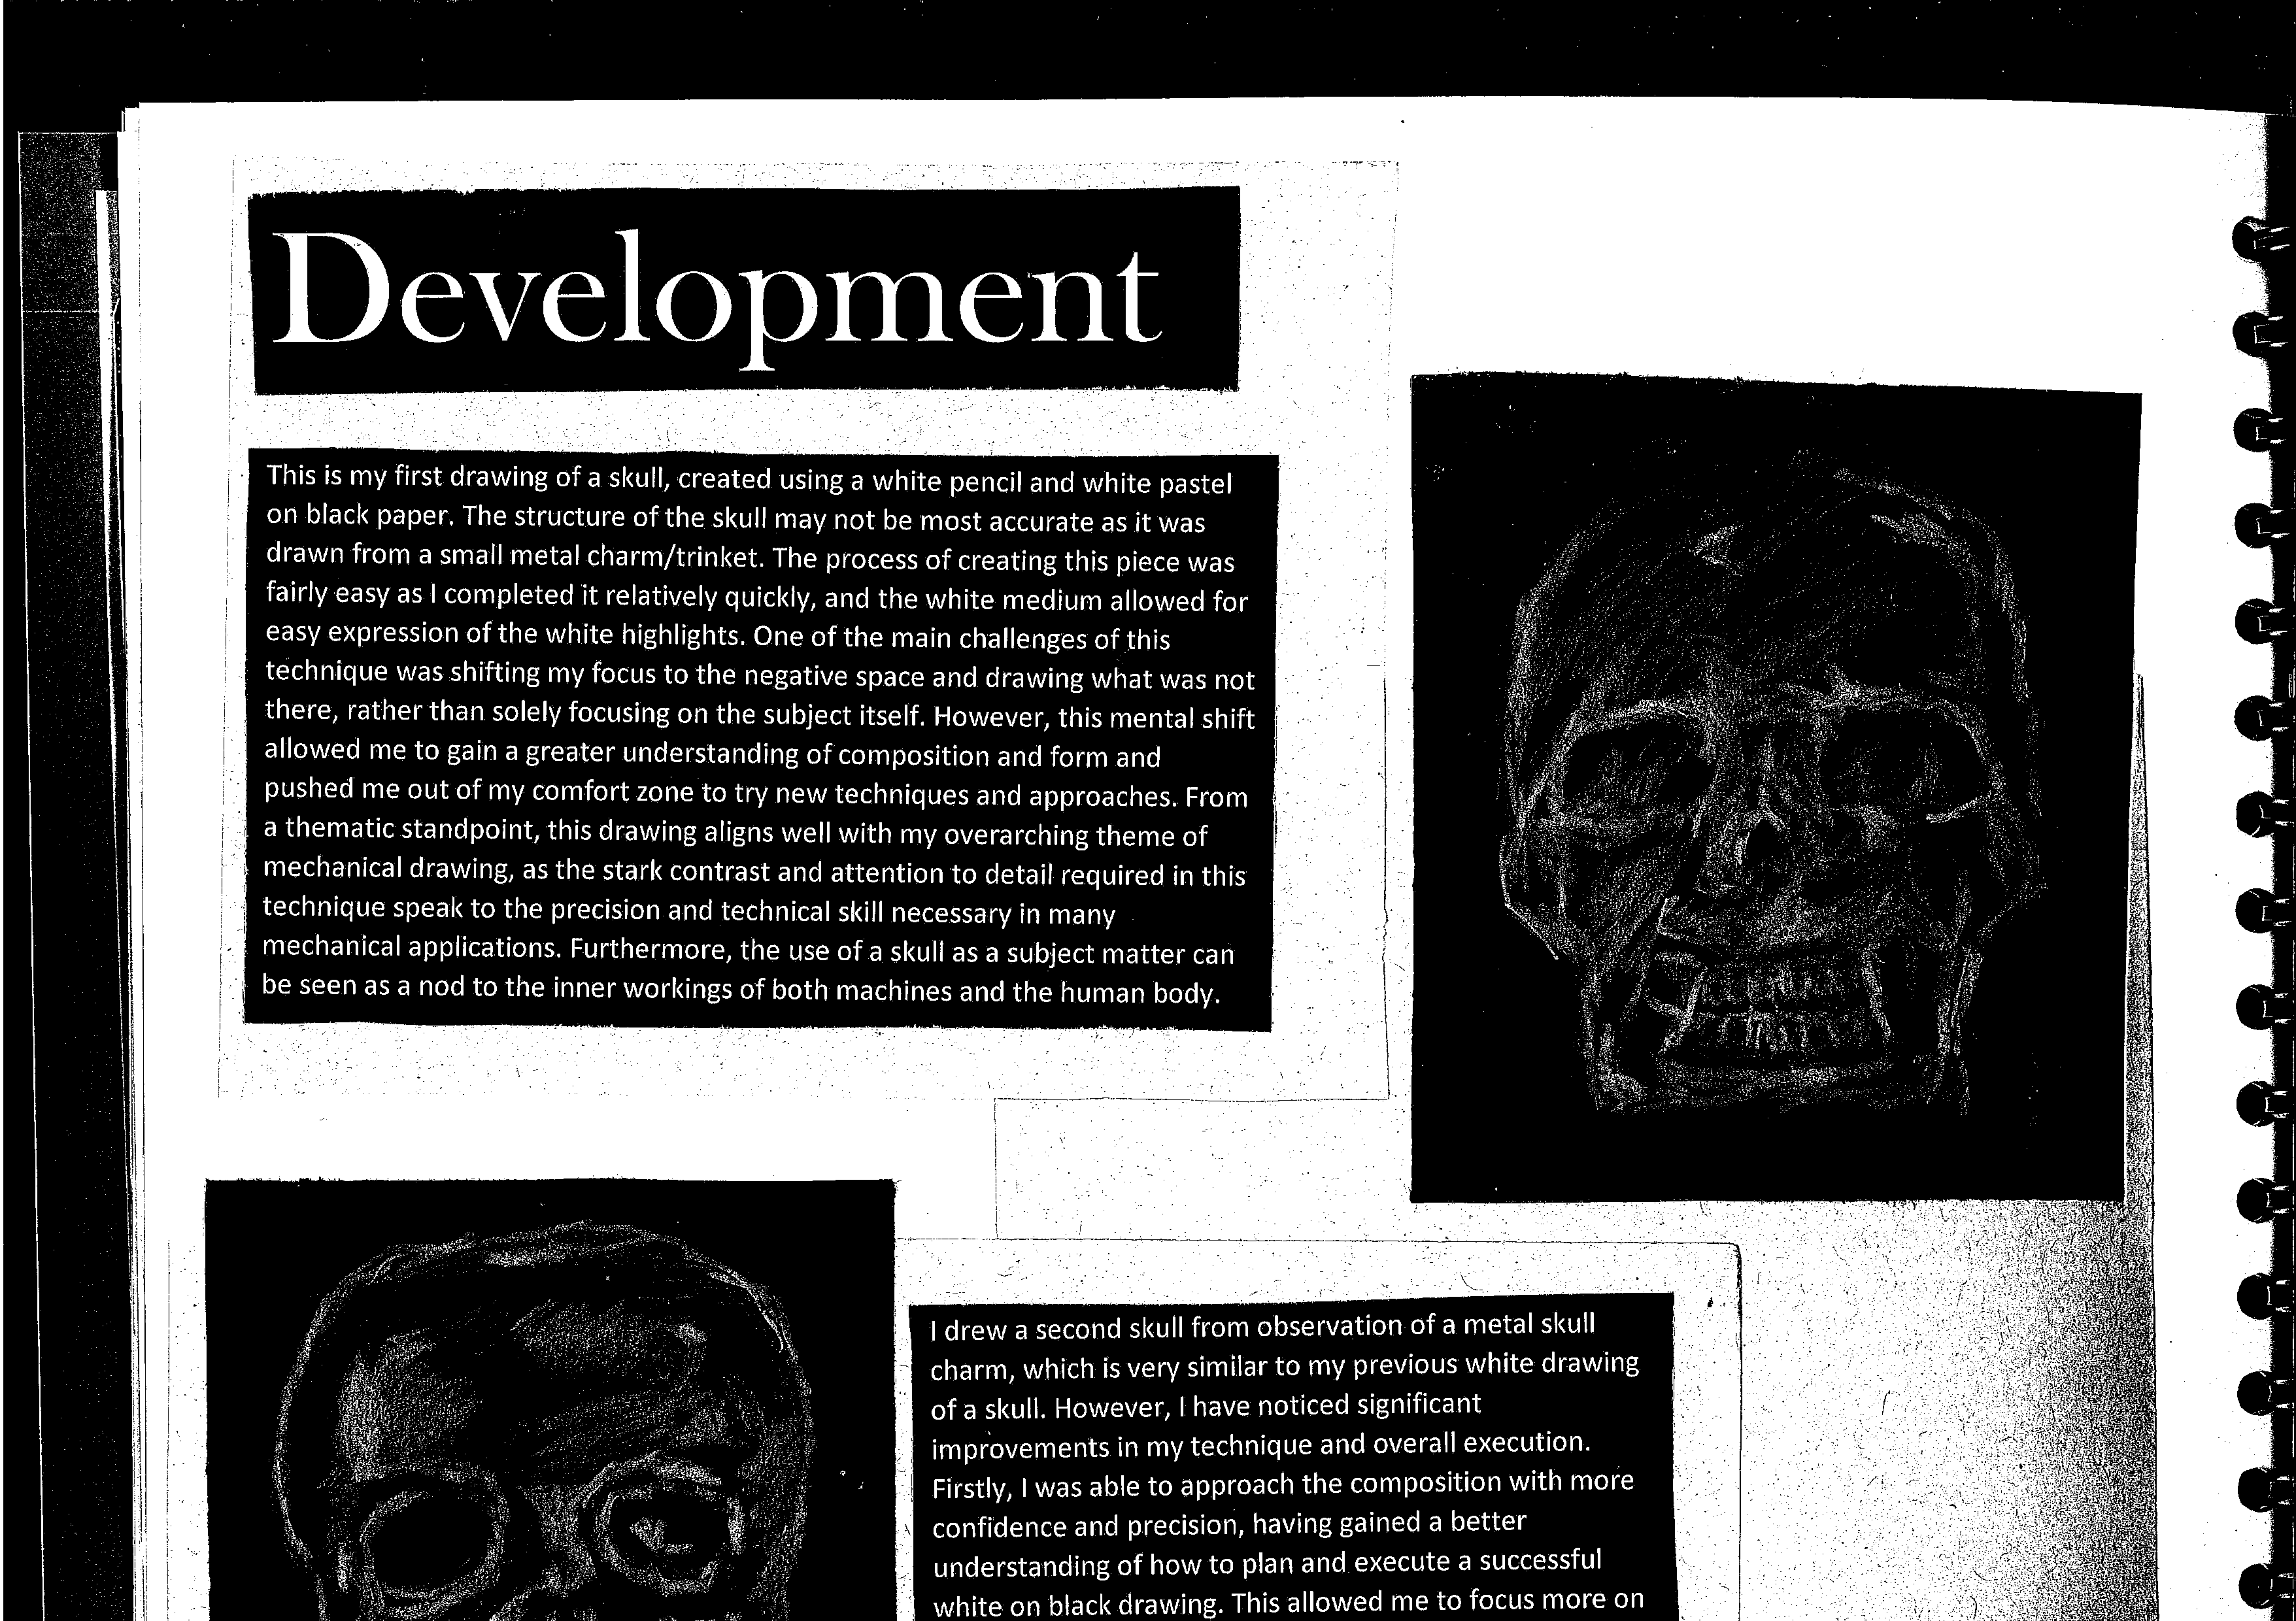 Development
This is my first drawing of a skull, created using a white pencil and white pastel
on black paper. The structure of the skull may not be most accurate as it was
drawn from a small metal charm/trinket. The process of creating this piece was
fairly easy as I completed it relatively quickly, and the white medium allowed for
easy expression of the white highlights. One of the main challenges of this
technique was shifting my focus to the negative space and drawing what was not
there, rather than solely focusing on the subject itself. However, this mental shift
allowed me to gain a greater understanding of composition and form and
pushed me out of my comfort zone to try new techniques and approaches. From
a thematic standpoint, this drawing aligns well with my overarching theme of
mechanical drawing, as the stark contrast and attention to detail required in this
technique speak to the precision and technical skill necessary in many
mechanical applications. Furthermore, the use of a skull as a subject matter can
be seen as a nod to the inner workings of both machines and the human body.
I drew a second skull from observation of a metal skull
charm, which is very similar to my previous white drawing
of a skull. However, I have noticed significant
improvements in my technique and overall execution.
Firstly, I was able to approach the composition with more
confidence and precision, having gained a better
understanding of how to plan and execute a successful
white on black drawing. This allowed me to focus more on